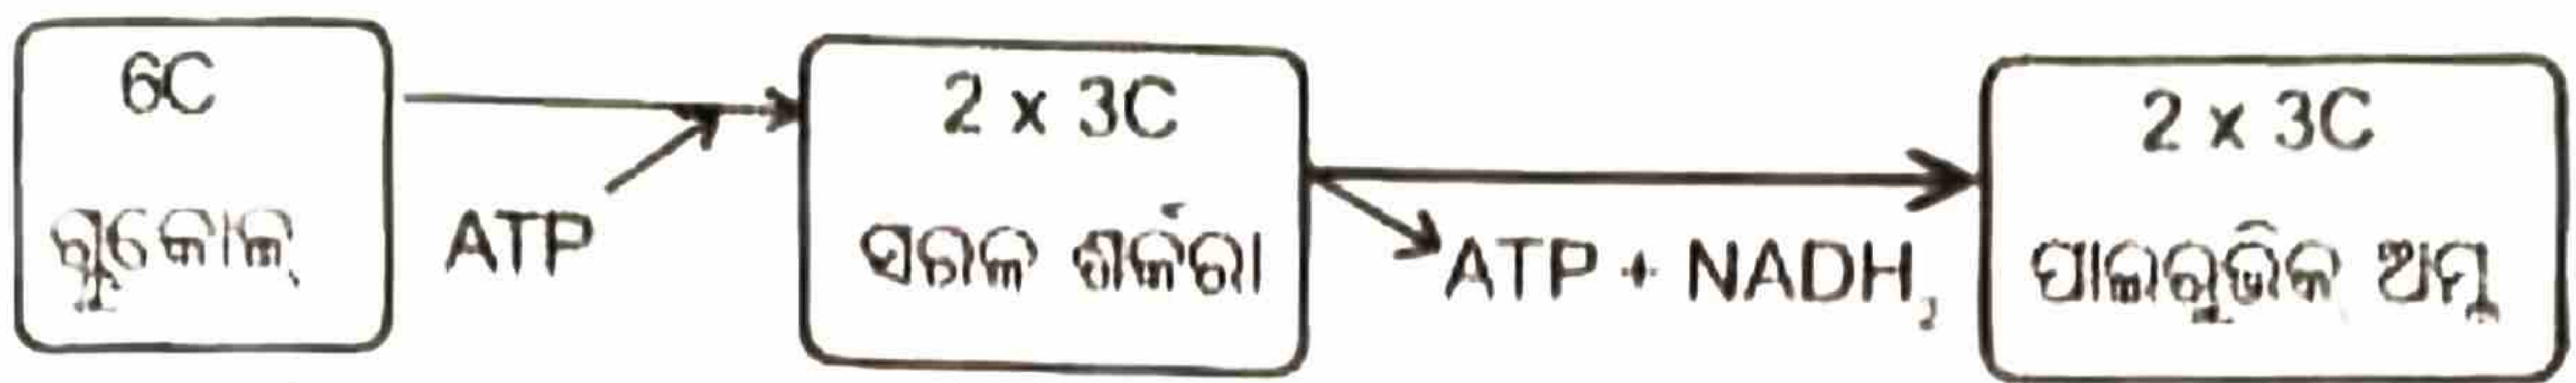 6C
ଗ୍ଲୁକୋଜ୍
ATP
2 x 3C
ସରଳ ଶର୍କରା
ATP + NADH₂
2 x 3C
ପାଇରୁଭିକ ଅମ୍ଳ